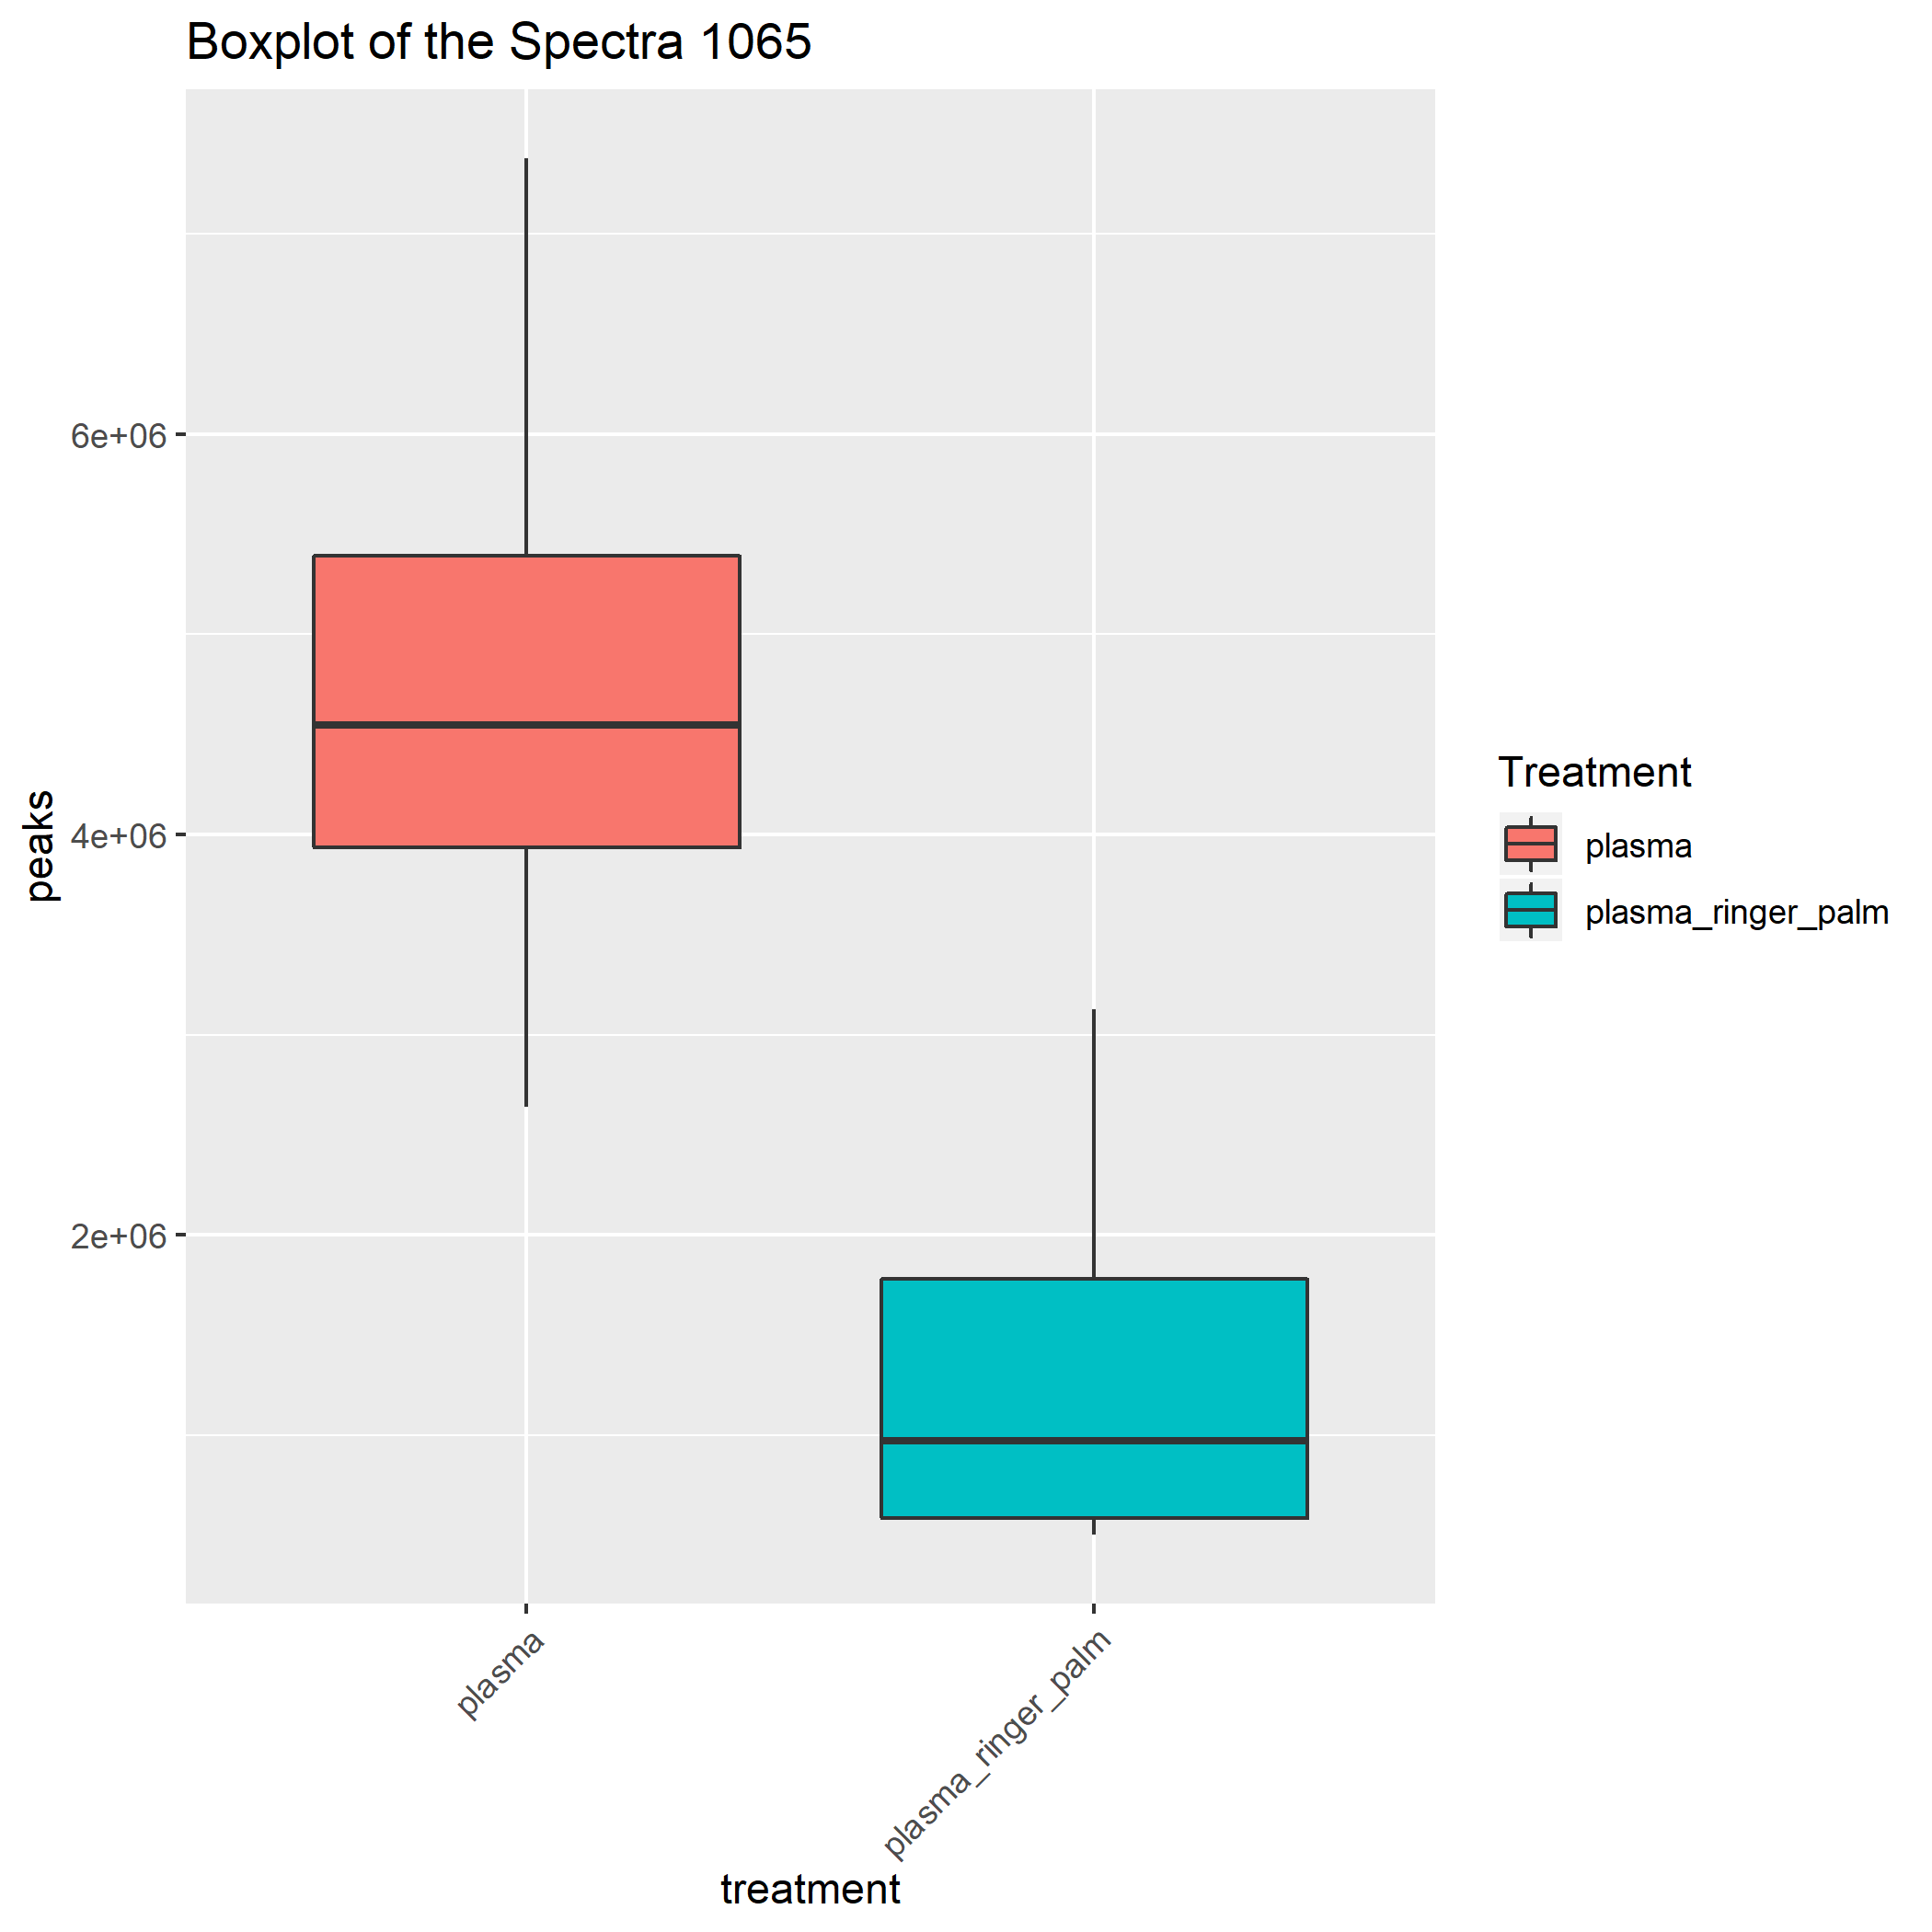 Boxplot of the Spectra 1065
peaks
6e+06
4e+06
2e+06
plasma
plasma_ringer_palm
treatment
Treatment
plasma
plasma_ringer_palm